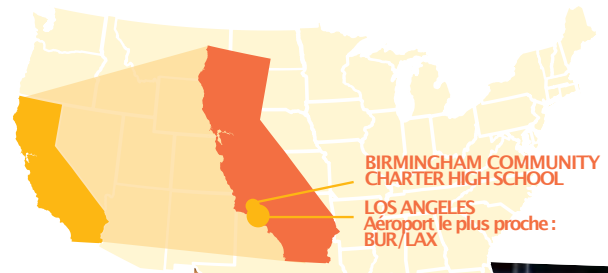 BIRMINGHAM COMMUNITY
CHARTER HIGH SCHOOL
LOS ANGELES
Aéroport le plus proche :
BUR/LAX